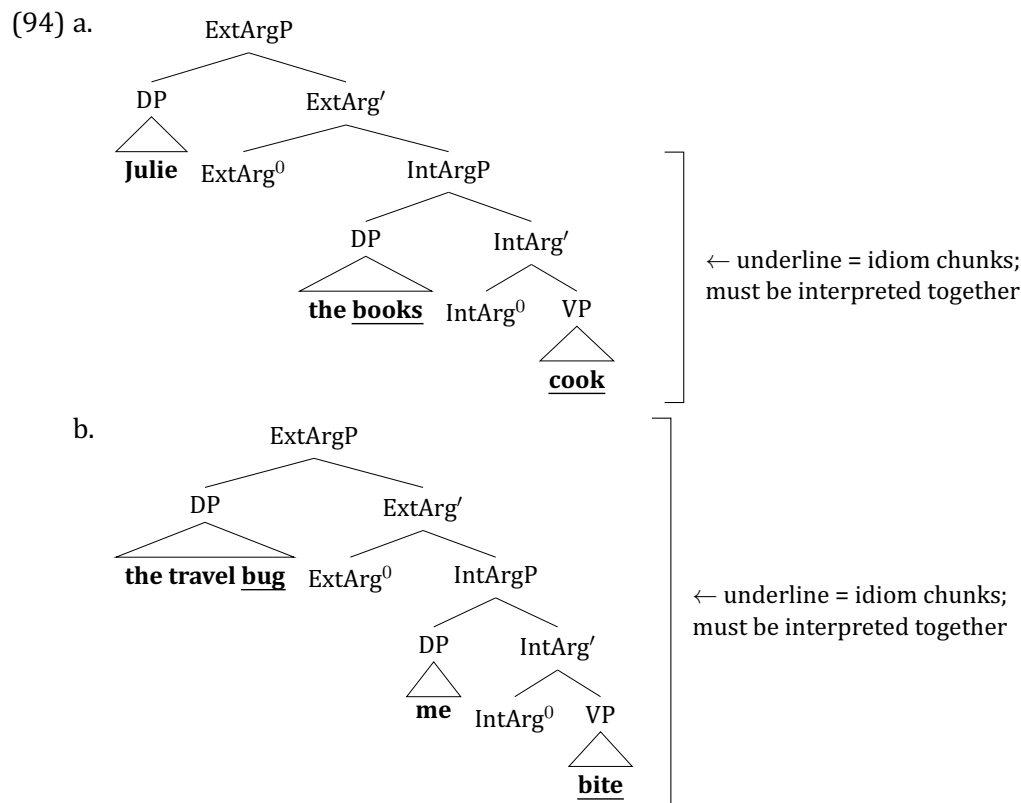 (94) a.
ExtArgP
DP ExtArg′
Julie ExtArg⁰ IntArgP
DP IntArg′
← underline = idiom chunks;
must be interpreted together
the books IntArg⁰ VP
cook
b.
ExtArgP
DP ExtArg′
the travel bug ExtArg⁰ IntArgP
← underline = idiom chunks;
must be interpreted together
DP IntArg′
me IntArg⁰ VP
bite